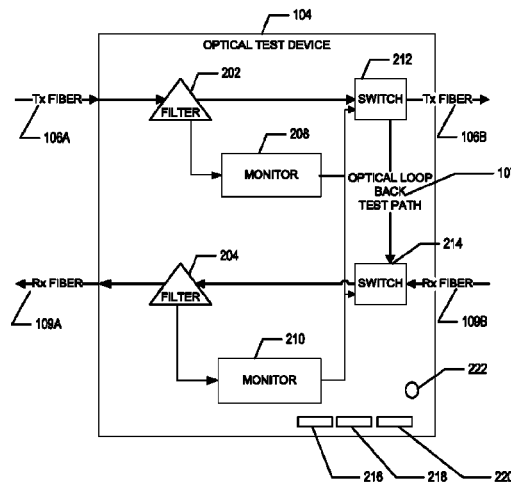 104
OPTICAL TEST DEVICE
202
212
Tx FIBER
FILTER
SWITCH
Tx FIBER
106A
208
106B
MONITOR
OPTICAL LOOP
BACK
TEST PATH
204
214
Rx FIBER
FILTER
SWITCH
Rx FIBER
109A
210
109B
MONITOR
222
216
218
220